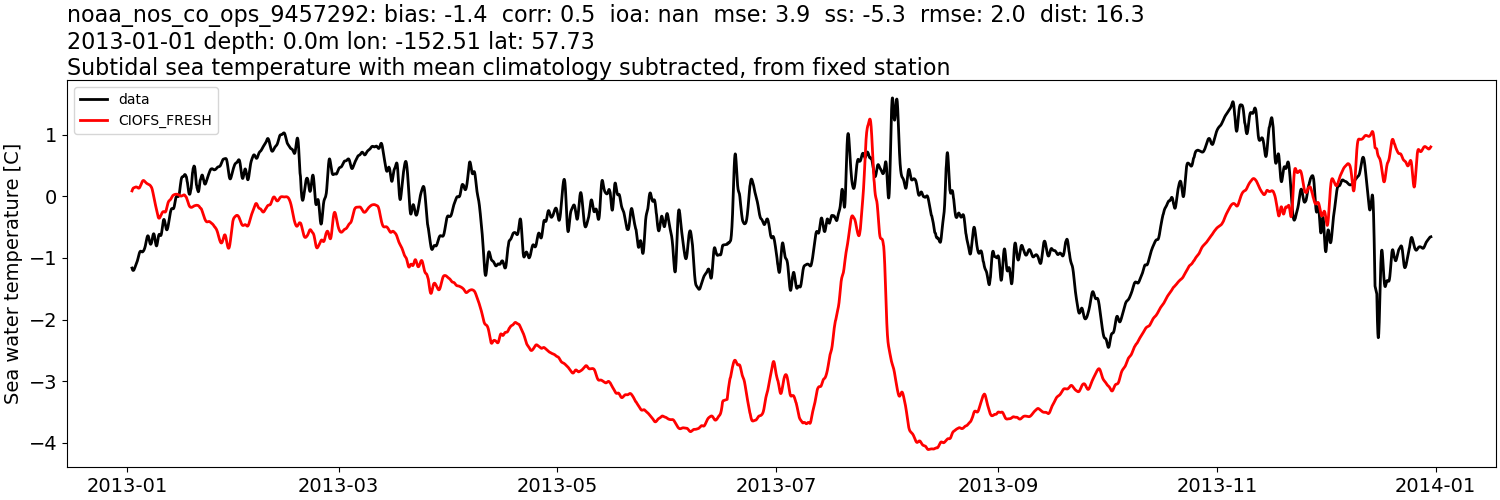 noaa_nos_co_ops_9457292: bias: -1.4  corr: 0.5  ioa: nan  mse: 3.9  ss: -5.3  rmse: 2.0  dist: 16.3
2013-01-01 depth: 0.0m lon: -152.51 lat: 57.73
Subtidal sea temperature with mean climatology subtracted, from fixed station
data
CIOFS_FRESH
Sea water temperature [C]
1
0
−1
−2
−3
−4
2013-01
2013-03
2013-05
2013-07
2013-09
2013-11
2014-01